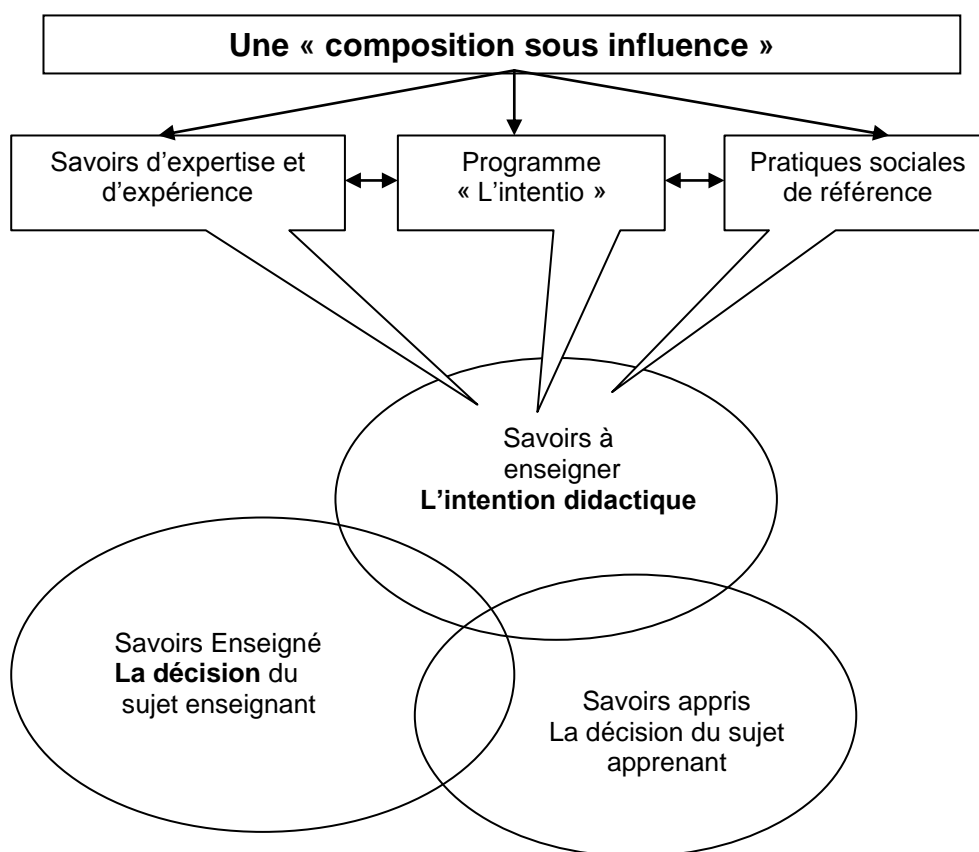 Une « composition sous influence »
Savoirs d'expertise et
d'expérience
Programme
« L'intentio »
Pratiques sociales
de référence
Savoirs à
enseigner
L'intention didactique
Savoirs Enseigné
La décision du
sujet enseignant
Savoirs appris
La décision du sujet
apprenant